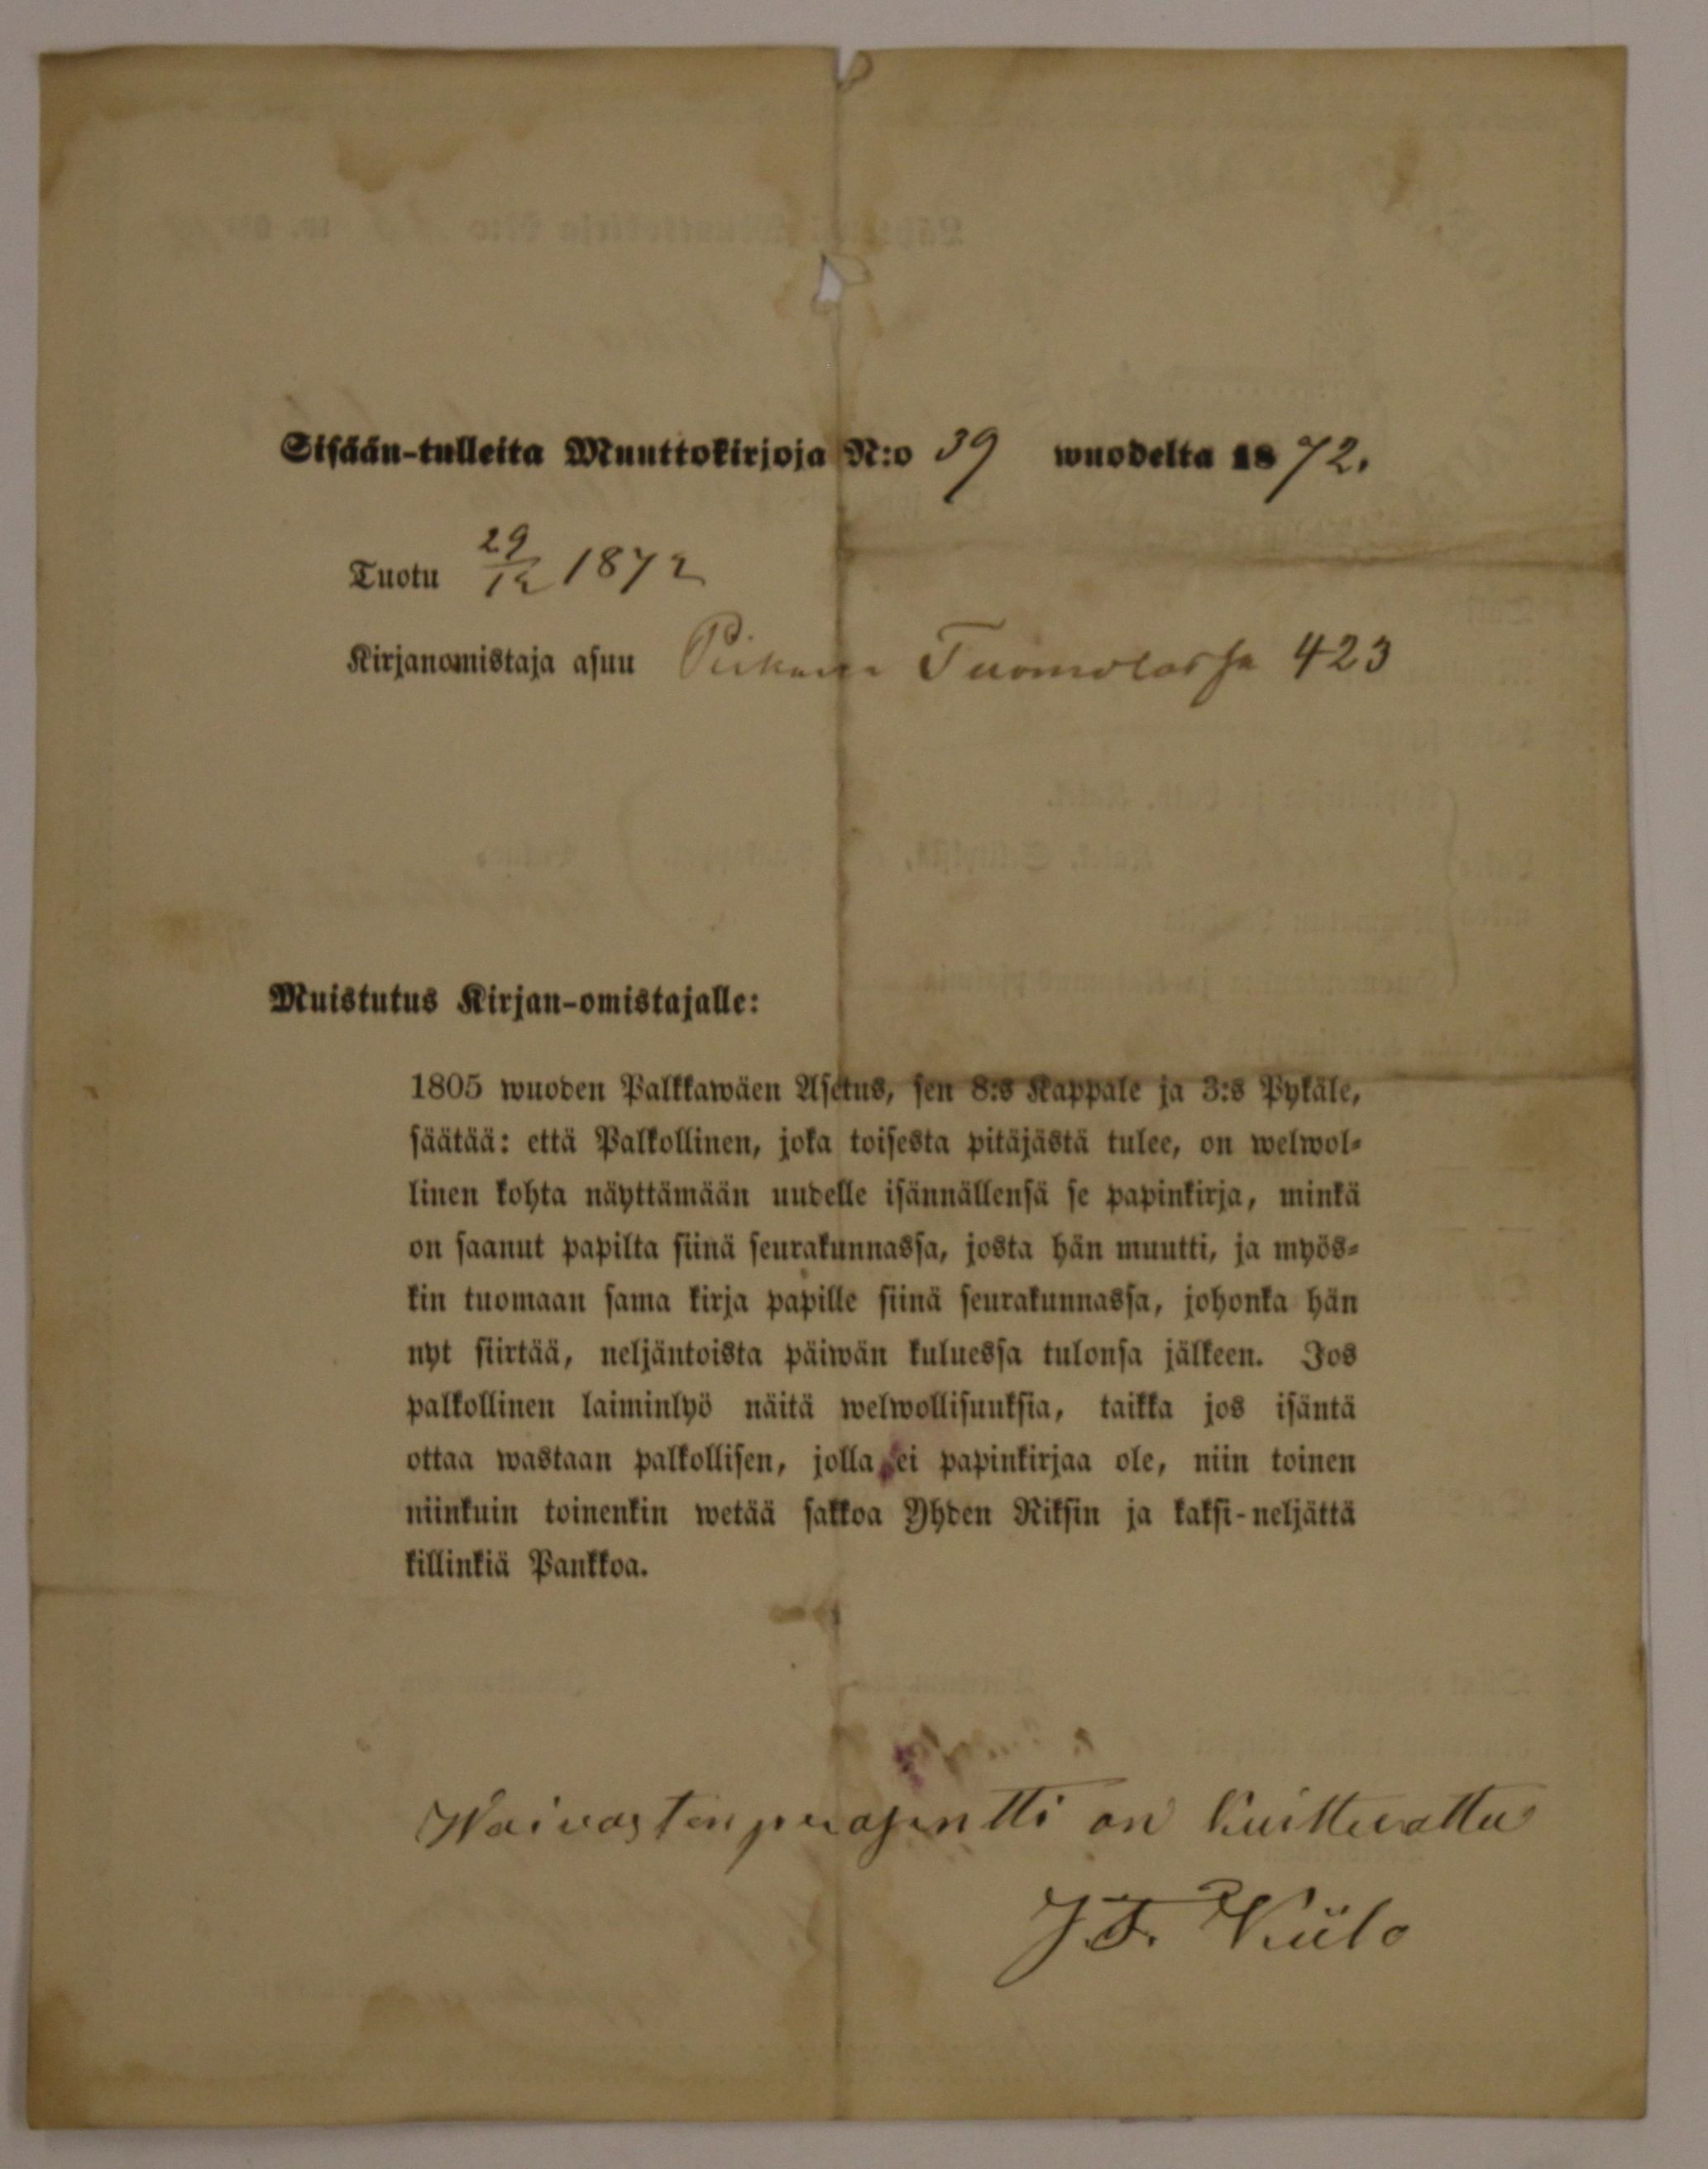 Sisään-tulleita Muuttokirjoja N:o 39 wuodelta 1872.
Tuotu 29/12 1872
Kirjanomistaja asuu Tuomolassa 423
Muistutus Kirjan-omistajalle:
1805 wuoden Palkkawäen Asetus, sen 8:s Kappale ja 3:s Pykäle,
säätää: että Palkollinen, joka toisesta pitäjästä tulee, on welwol-
linen kohta näyttämään uudelle isännällensä se papinkirja, minkä
on saanut papilta siinä seurakunnassa, josta hän muutti, ja myös-
kin tuomaan sama kirja papille siinä seurakunnassa, johonka hän
nyt siirtää, neljäntoista päiwän kuluessa tulonsa jälkeen. Jos
palkollinen laiminlyö näitä welwollisuuksia, taikka jos isäntä
ottaa wastaan palkollisen, jolla ei papinkirjaa ole, niin toinen
niinkuin toinenkin wetää sakkoa Yhden Riksin ja kaksi-neljättä
killinkiä Pankkoa.
Waivastenprasentti on kuitterattu
J. F. Kiilo